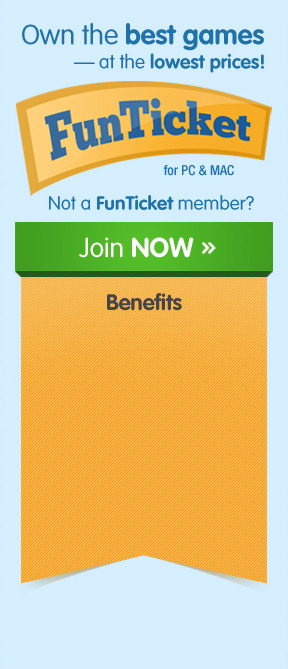 Own the best games
— at the lowest prices!
FunTicket
for PC & MAC
Not a FunTicket member?
Join NOW »
Benefits